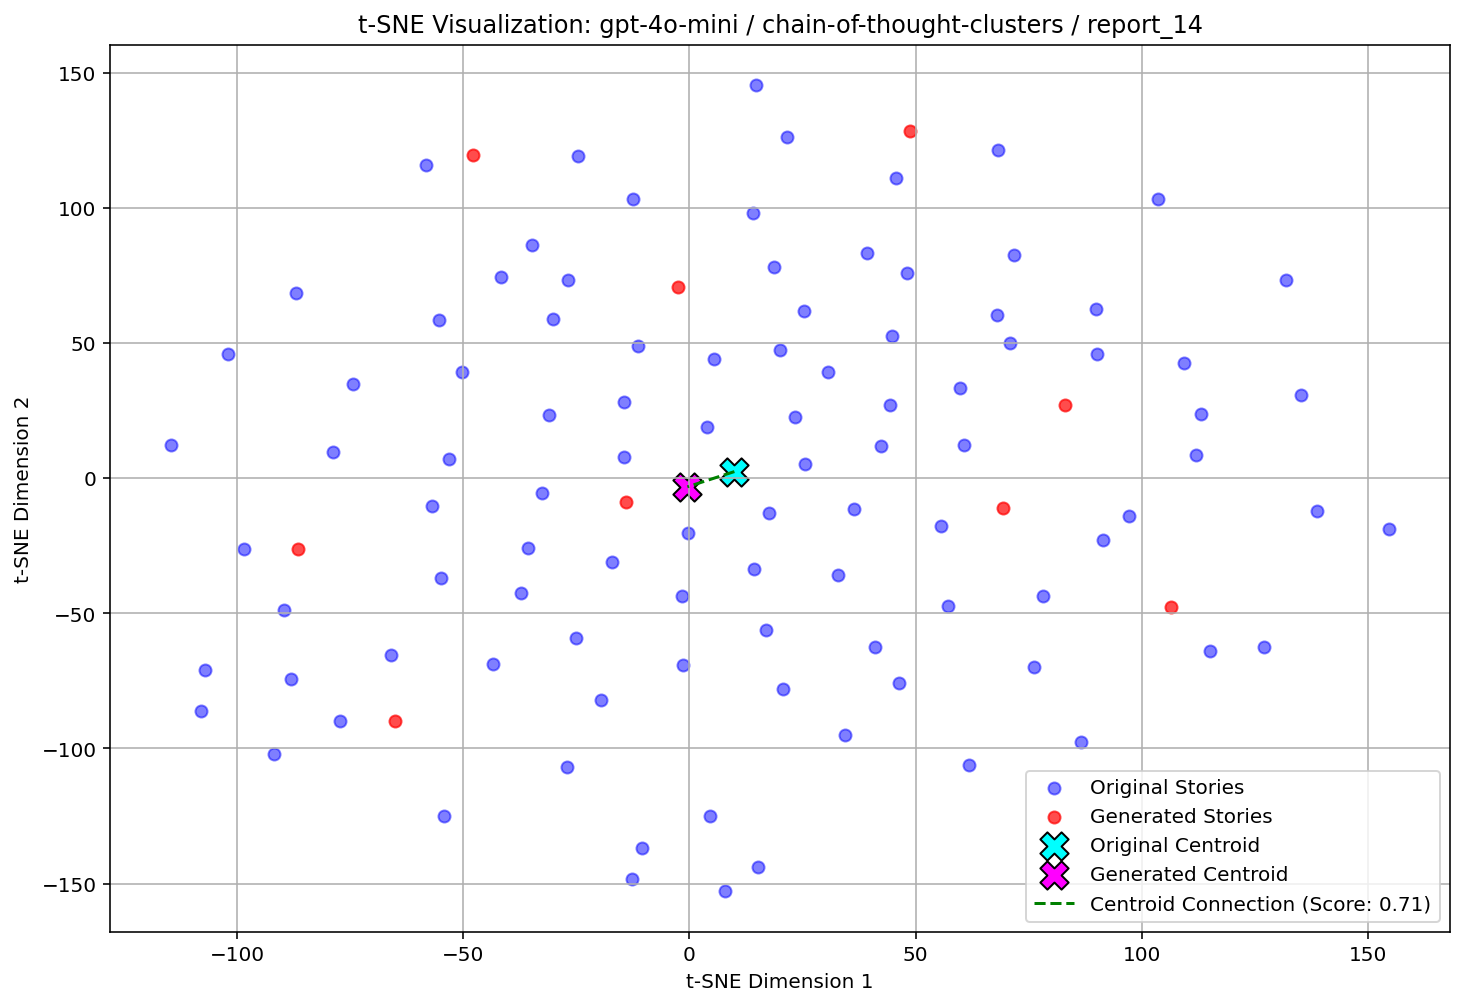 t-SNE Visualization: gpt-4o-mini / chain-of-thought-clusters / report_14
150
100
50
0
−50
−100
−150
t-SNE Dimension 2
Original Stories
Generated Stories
Original Centroid
Generated Centroid
Centroid Connection (Score: 0.71)
−100
−50
0
50
100
150
t-SNE Dimension 1